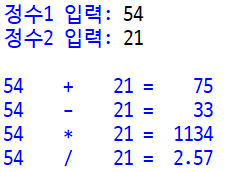 정수1 입력: 54
정수2 입력: 21
54 + 21 = 75
54 - 21 = 33
54 * 21 = 1134
54 / 21 = 2.57